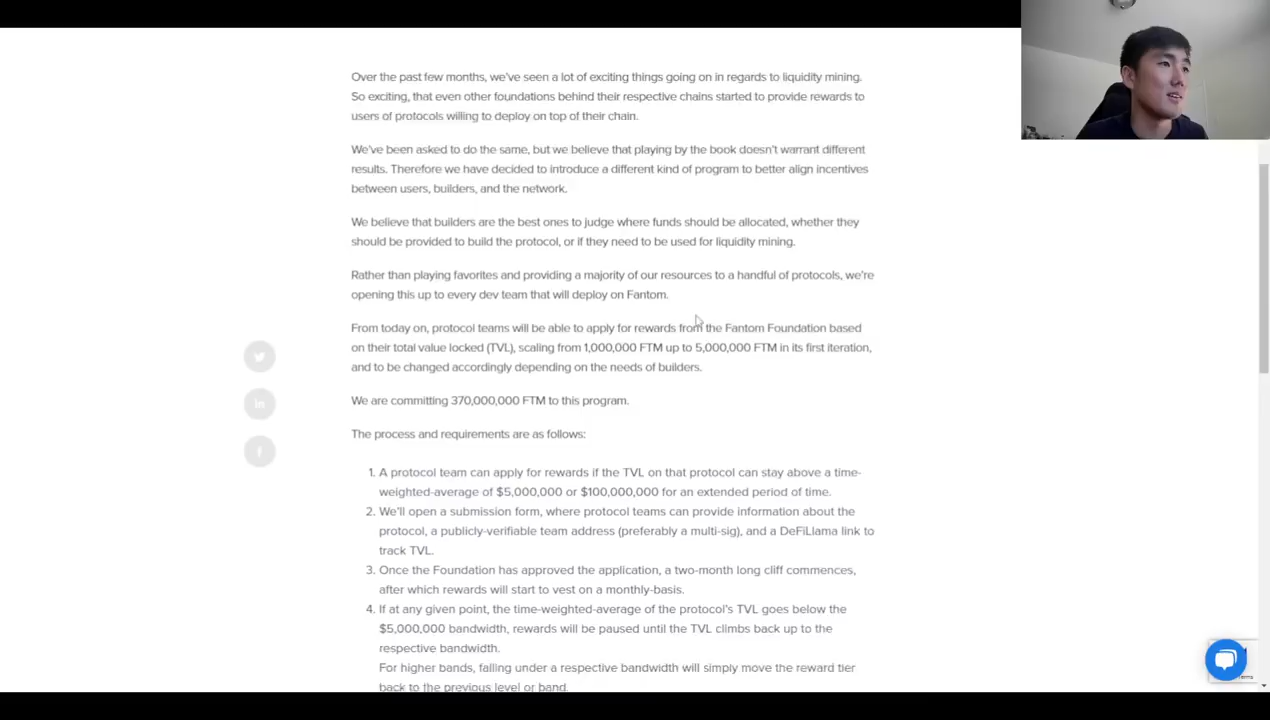 Over the past few months, we've seen a lot of exciting things going on in regards to liquidity mining.
So exciting, that even other foundations behind their respective chains started to provide rewards to
users of protocols willing to deploy on top of their chain.
We've been asked to do the same, but we believe that playing by the book doesn't warrant different
results. Therefore we have decided to introduce a different kind of program to better align incentives
between users, builders, and the network.
We believe that builders are the best ones to judge where funds should be allocated, whether they
should be provided to build the protocol, or if they need to be used for liquidity mining.
Rather than playing favorites and providing a majority of our resources to a handful of protocols, we're
opening this up to every dev team that will deploy on Fantom.
From today on, protocol teams will be able to apply for rewards from the Fantom Foundation based
on their total value locked (TVL), scaling from 1,000,000 FTM up to 5,000,000 FTM in its first iteration,
and to be changed accordingly depending on the needs of builders.
We are committing 370,000,000 FTM to this program.
The process and requirements are as follows:
1. A protocol team can apply for rewards if the TVL on that protocol can stay above a time-
weighted-average of $5,000,000 or $100,000,000 for an extended period of time.
2. We'll open a submission form, where protocol teams can provide information about the
protocol, a publicly-verifiable team address (preferably a multi-sig), and a DeFiLlama link to
track TVL.
3. Once the Foundation has approved the application, a two-month long cliff commences,
after which rewards will start to vest on a monthly-basis.
4. If at any given point, the time-weighted-average of the protocol's TVL goes below the
$5,000,000 bandwidth, rewards will be paused until the TVL climbs back up to the
respective bandwidth.
For higher bands, falling under a respective bandwidth will simply move the reward tier
back to the previous level or band.